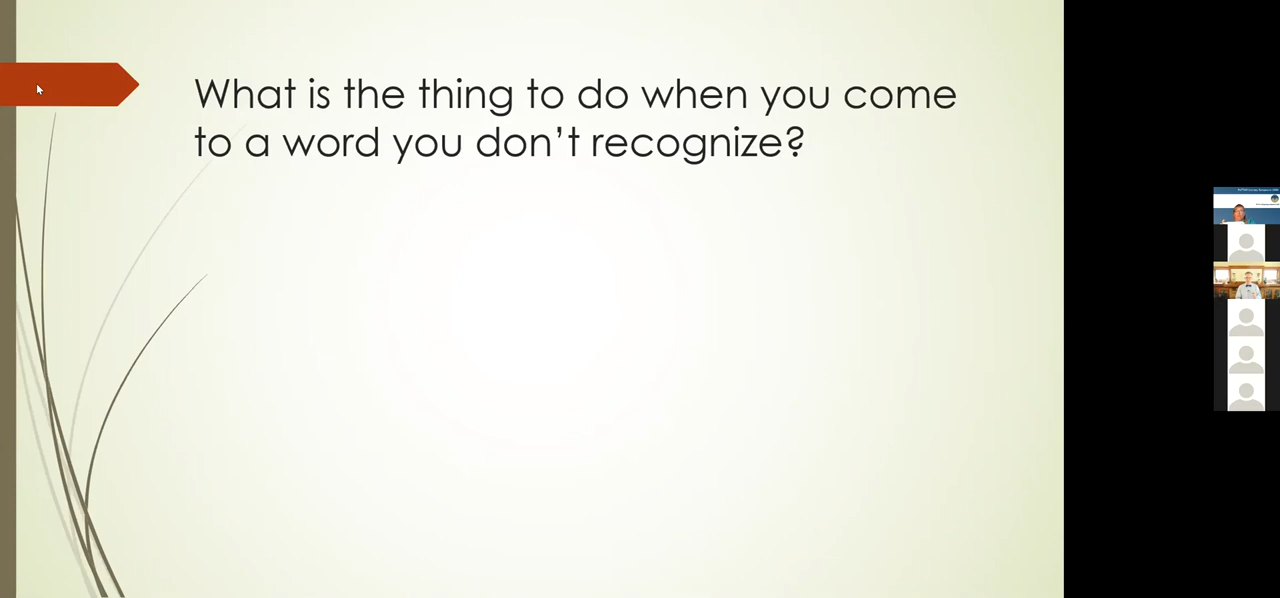 What is the thing to do when you come
to a word you don't recognize?